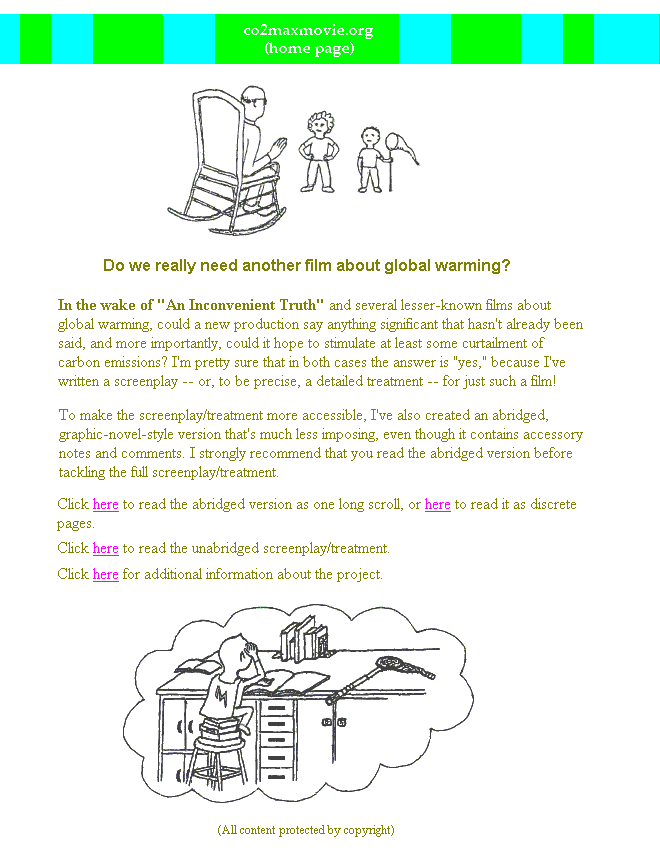 co2maxmovie.org
(home page)
Do we really need another film about global warming?
In the wake of "An Inconvenient Truth" and several lesser-known films about
global warming, could a new production say anything significant that hasn't already been
said, and more importantly, could it hope to stimulate at least some curtailment of
carbon emissions? I'm pretty sure that in both cases the answer is "yes," because I've
written a screenplay -- or, to be precise, a detailed treatment -- for just such a film!
To make the screenplay/treatment more accessible, I've also created an abridged,
graphic-novel-style version that's much less imposing, even though it contains accessory
notes and comments. I strongly recommend that you read the abridged version before
tackling the full screenplay/treatment.
Click here to read the abridged version as one long scroll, or here to read it as discrete
pages.
Click here to read the unabridged screenplay/treatment.
Click here for additional information about the project.
M
(All content protected by copyright)